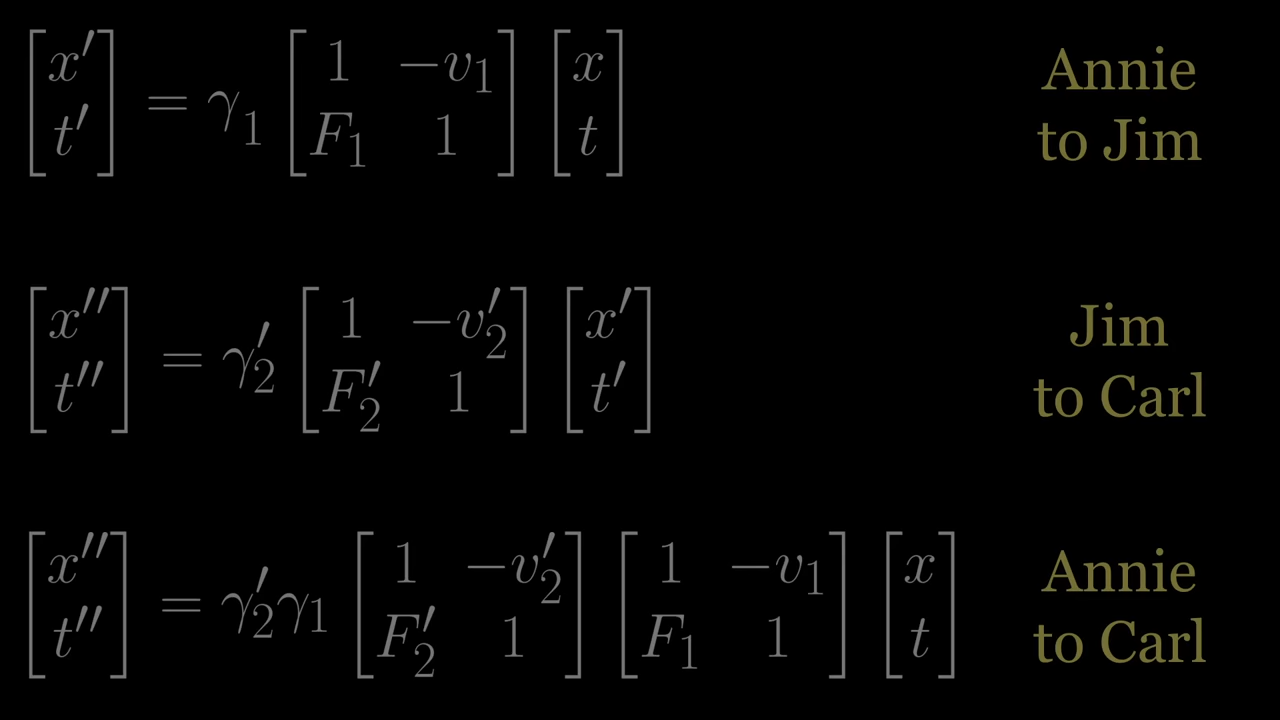 [x′ t′] = γ₁ [1 −v₁; F₁ 1] [x t]
Annie
to Jim
[x′′ t′′] = γ′₂ [1 −v′₂; F′₂ 1] [x′ t′]
Jim
to Carl
[x′′ t′′] = γ′₂γ₁ [1 −v′₂; F′₂ 1] [1 −v₁; F₁ 1] [x t]
Annie
to Carl